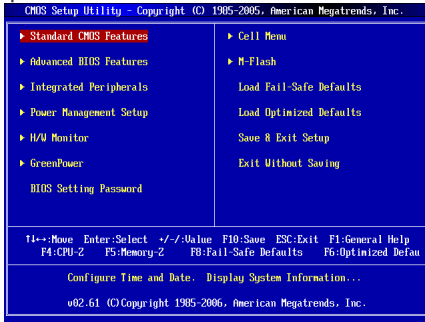 CMOS Setup Utility - Copyright (C) 1985-2005, American Megatrends, Inc.
▶ Standard CMOS Features
▶ Advanced BIOS Features
▶ Integrated Peripherals
▶ Power Management Setup
▶ H/W Monitor
▶ GreenPower
BIOS Setting Password
▶ Cell Menu
▶ M-Flash
Load Fail-Safe Defaults
Load Optimized Defaults
Save & Exit Setup
Exit Without Saving
↑↓←→:Move Enter:Select +/-/:Value F10:Save ESC:Exit F1:General Help
F4:CPU-Z F5:Memory-Z F8:Fail-Safe Defaults F6:Optimized Defau
Configure Time and Date. Display System Information...
v02.61 (C)Copyright 1985-2006, American Megatrends, Inc.